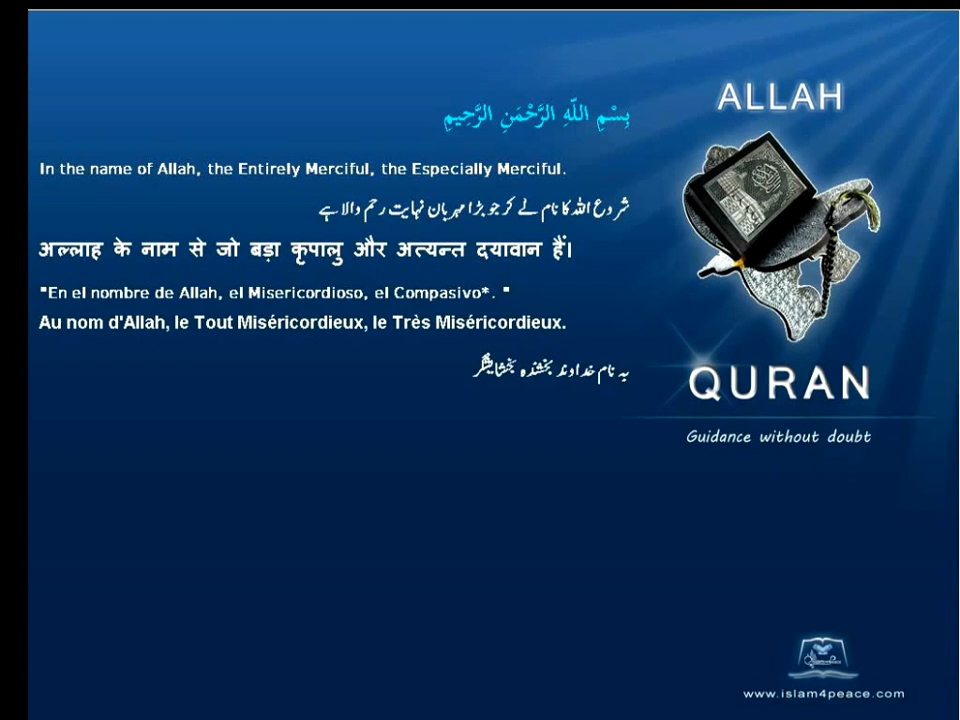 بِسْمِ اللّهِ الرَّحْمَنِ الرَّحِيمِ
In the name of Allah, the Entirely Merciful, the Especially Merciful.
شروع الله کا نام لے کر جو بڑا مہربان نہایت رحم والا ہے
अल्लाह के नाम से जो बड़ा कृपालु और अत्यन्त दयावान हैं।
"En el nombre de Allah, el Misericordioso, el Compasivo*. "
Au nom d'Allah, le Tout Miséricordieux, le Très Miséricordieux.
به نام خداوند بخشنده بخشایشگر
ALLAH
QURAN
Guidance without doubt
www.islam4peace.com